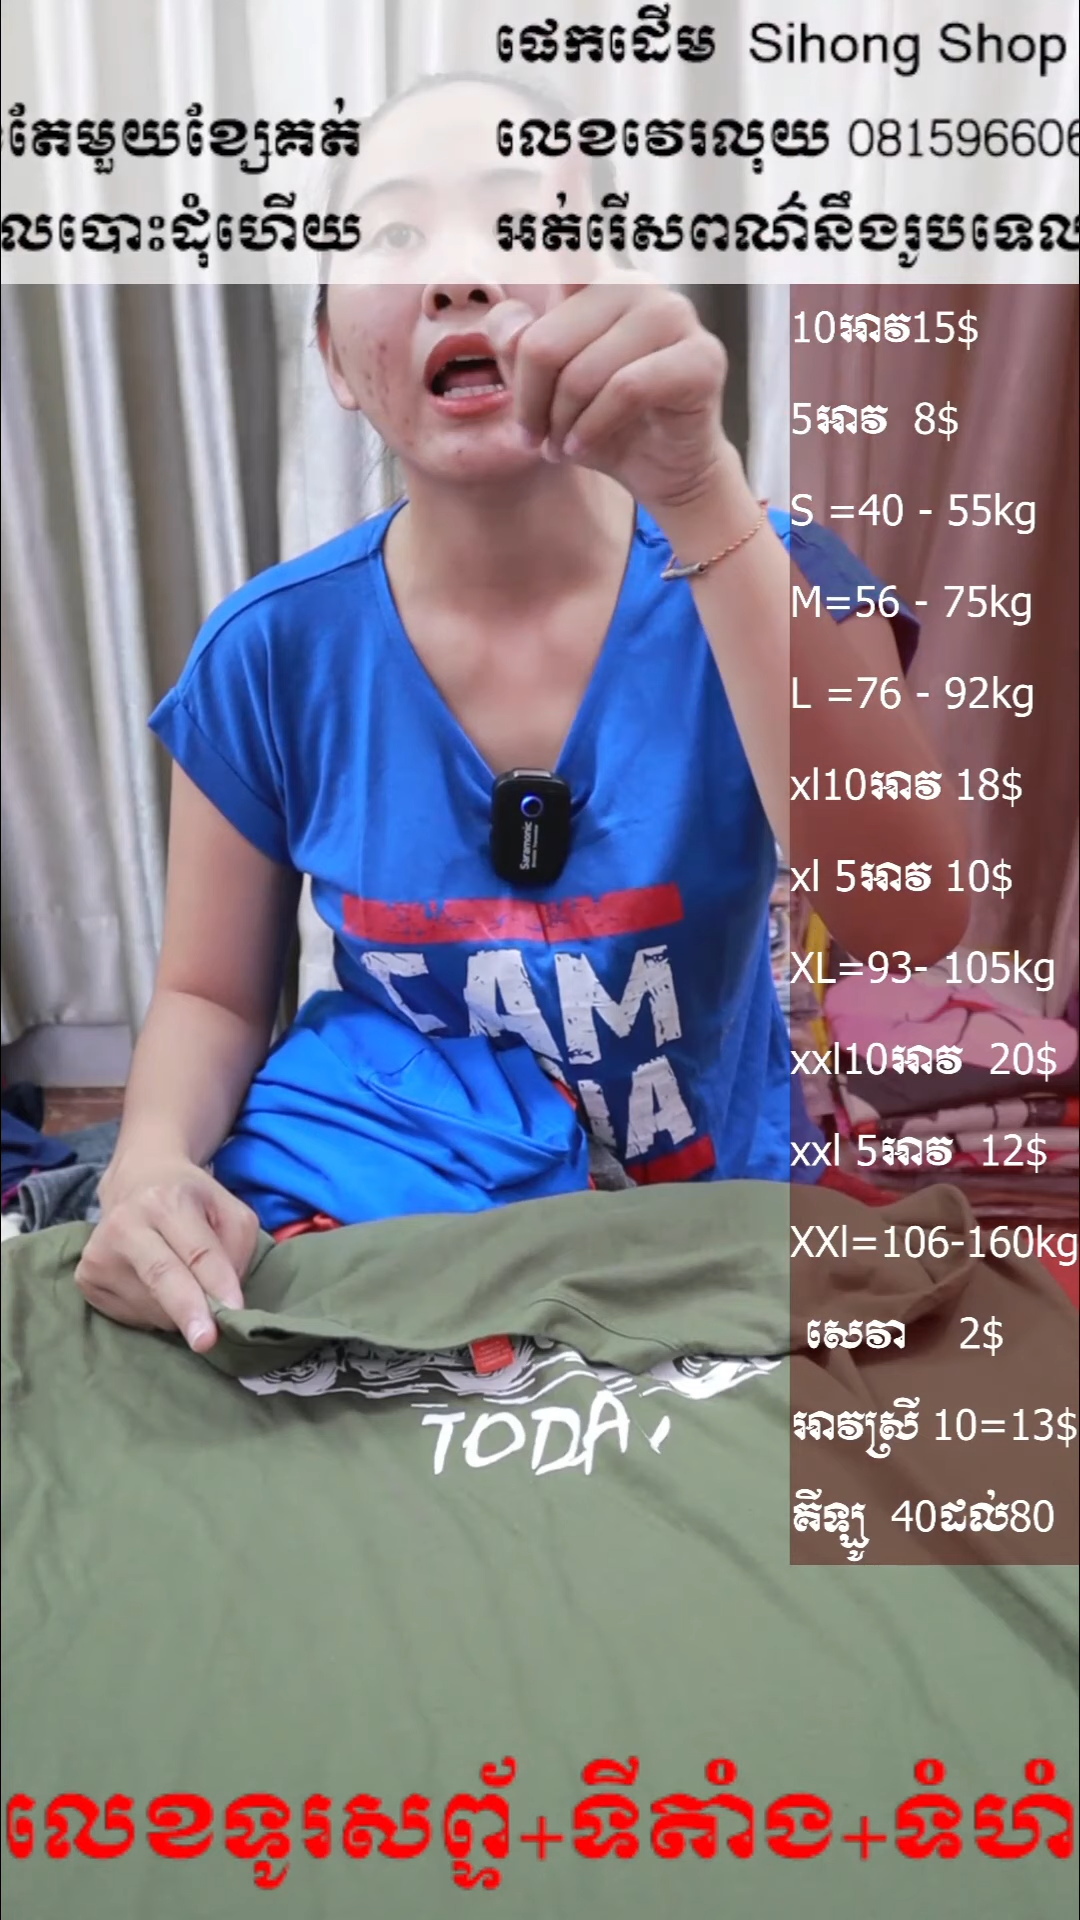 ផេកដើម Sihong Shop
តែមួយខ្សែគត់
លេខវេរលុយ 081596606
លបោះដុំហើយ
អត់រើសពណ៌នឹងរូបទេល
10អាវ15$
5អាវ 8$
S =40 - 55kg
M=56 - 75kg
L =76 - 92kg
xl10អាវ 18$
xl 5អាវ 10$
XL=93- 105kg
xxl10អាវ 20$
xxl 5អាវ 12$
XXl=106-160kg
សេវា 2$
អាវស្រី 10=13$
គីឡូ 40ដល់80
Saramonic
CAM
IA
TODAY
លេខទូរសព្ទ័+ទីតាំង+ទំហំ